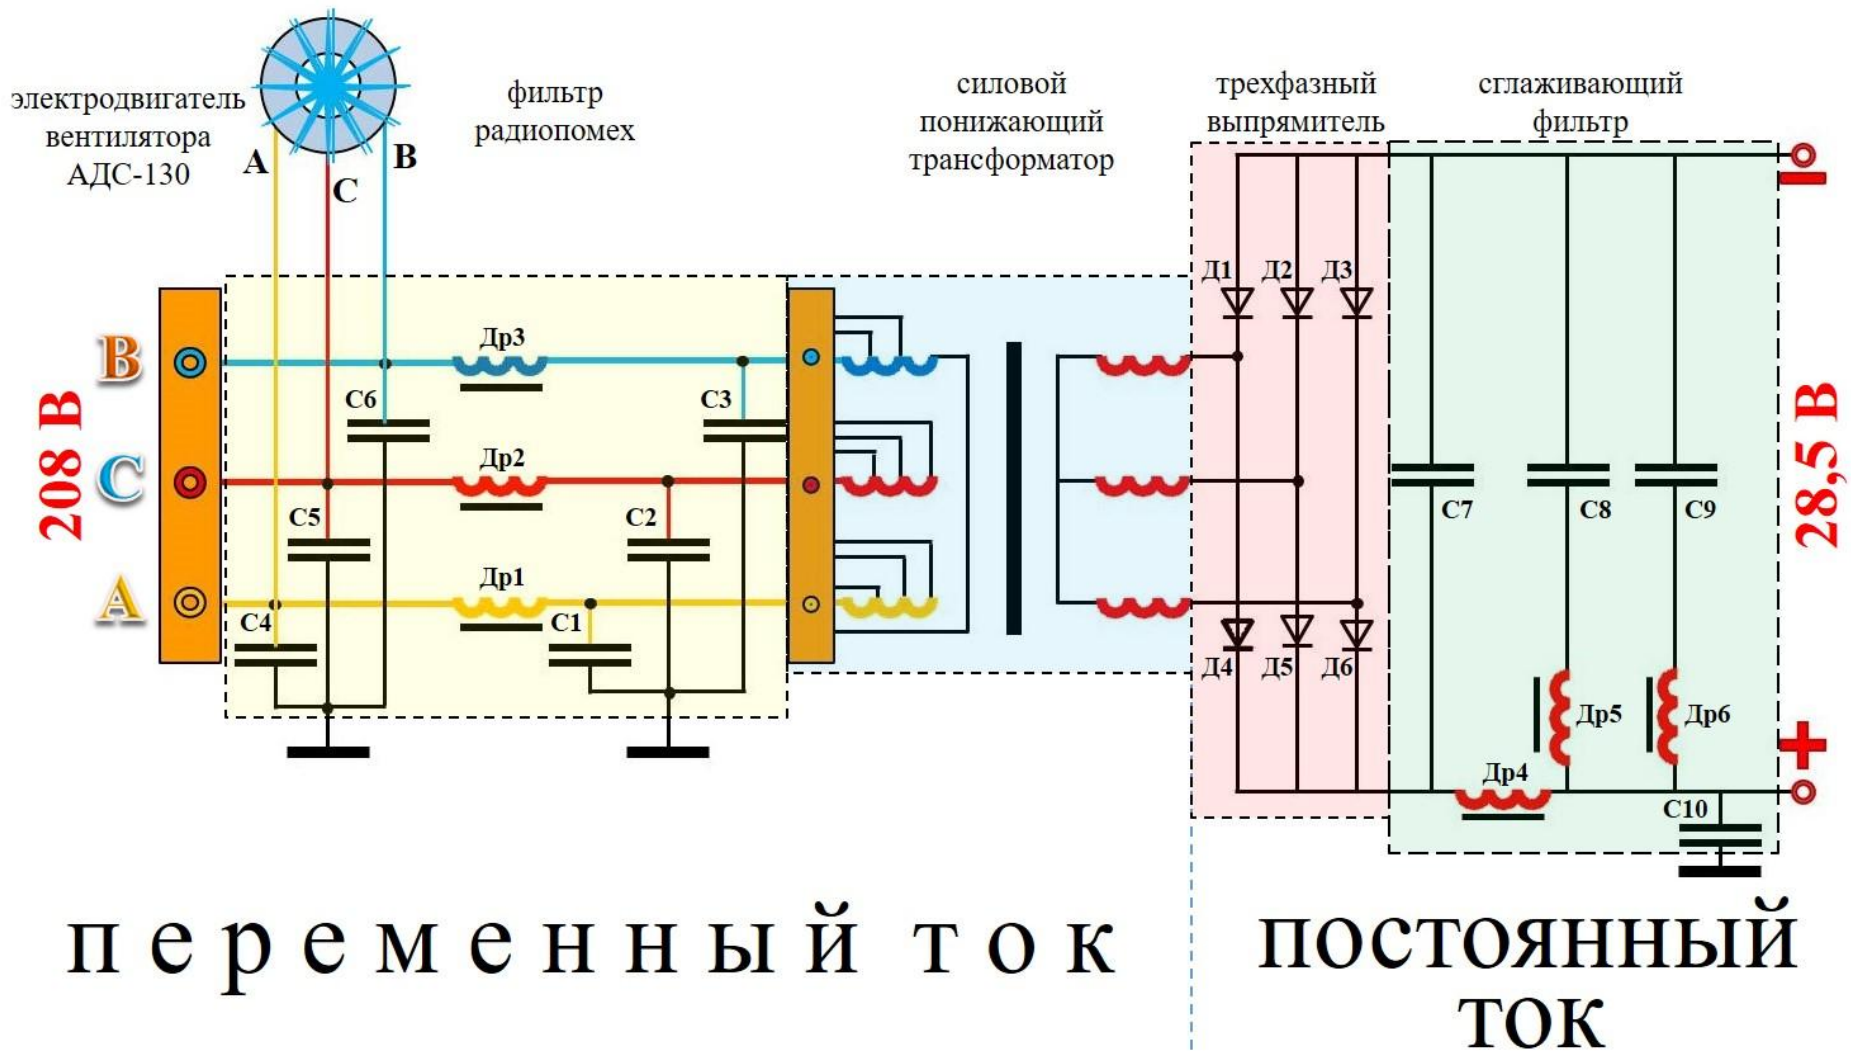 электродвигатель
вентилятора
АДС-130
фильтр
радиопомех
силовой
понижающий
трансформатор
трехфазный
выпрямитель
сглаживающий
фильтр
A
C
B
208 В
В
С
А
Др3
C6
C3
Др2
C5
C2
Др1
C4
C1
Д1
Д2
Д3
Д4
Д5
Д6
C7
C8
C9
Др5
Др6
Др4
C10
28,5 В
переменный ток
постоянный
ток